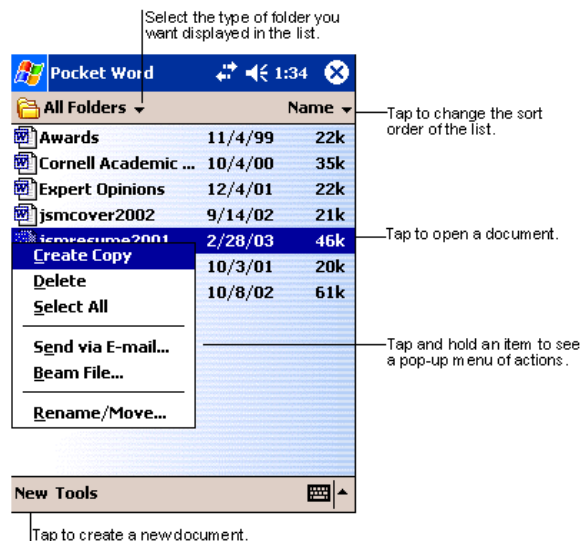 Select the type of folder you
want displayed in the list.
Pocket Word 1:34
All Folders Name
Tap to change the sort
order of the list.
Awards 11/4/99 22k
Cornell Academic ... 10/4/00 35k
Expert Opinions 12/4/01 22k
jsmcover2002 9/14/02 21k
jsmresume2001 2/28/03 46k
Tap to open a document.
Create Copy
10/3/01 20k
Delete
10/8/02 61k
Select All
Send via E-mail...
Tap and hold an item to see
a pop-up menu of actions.
Beam File...
Rename/Move...
New Tools
Tap to create a new document.